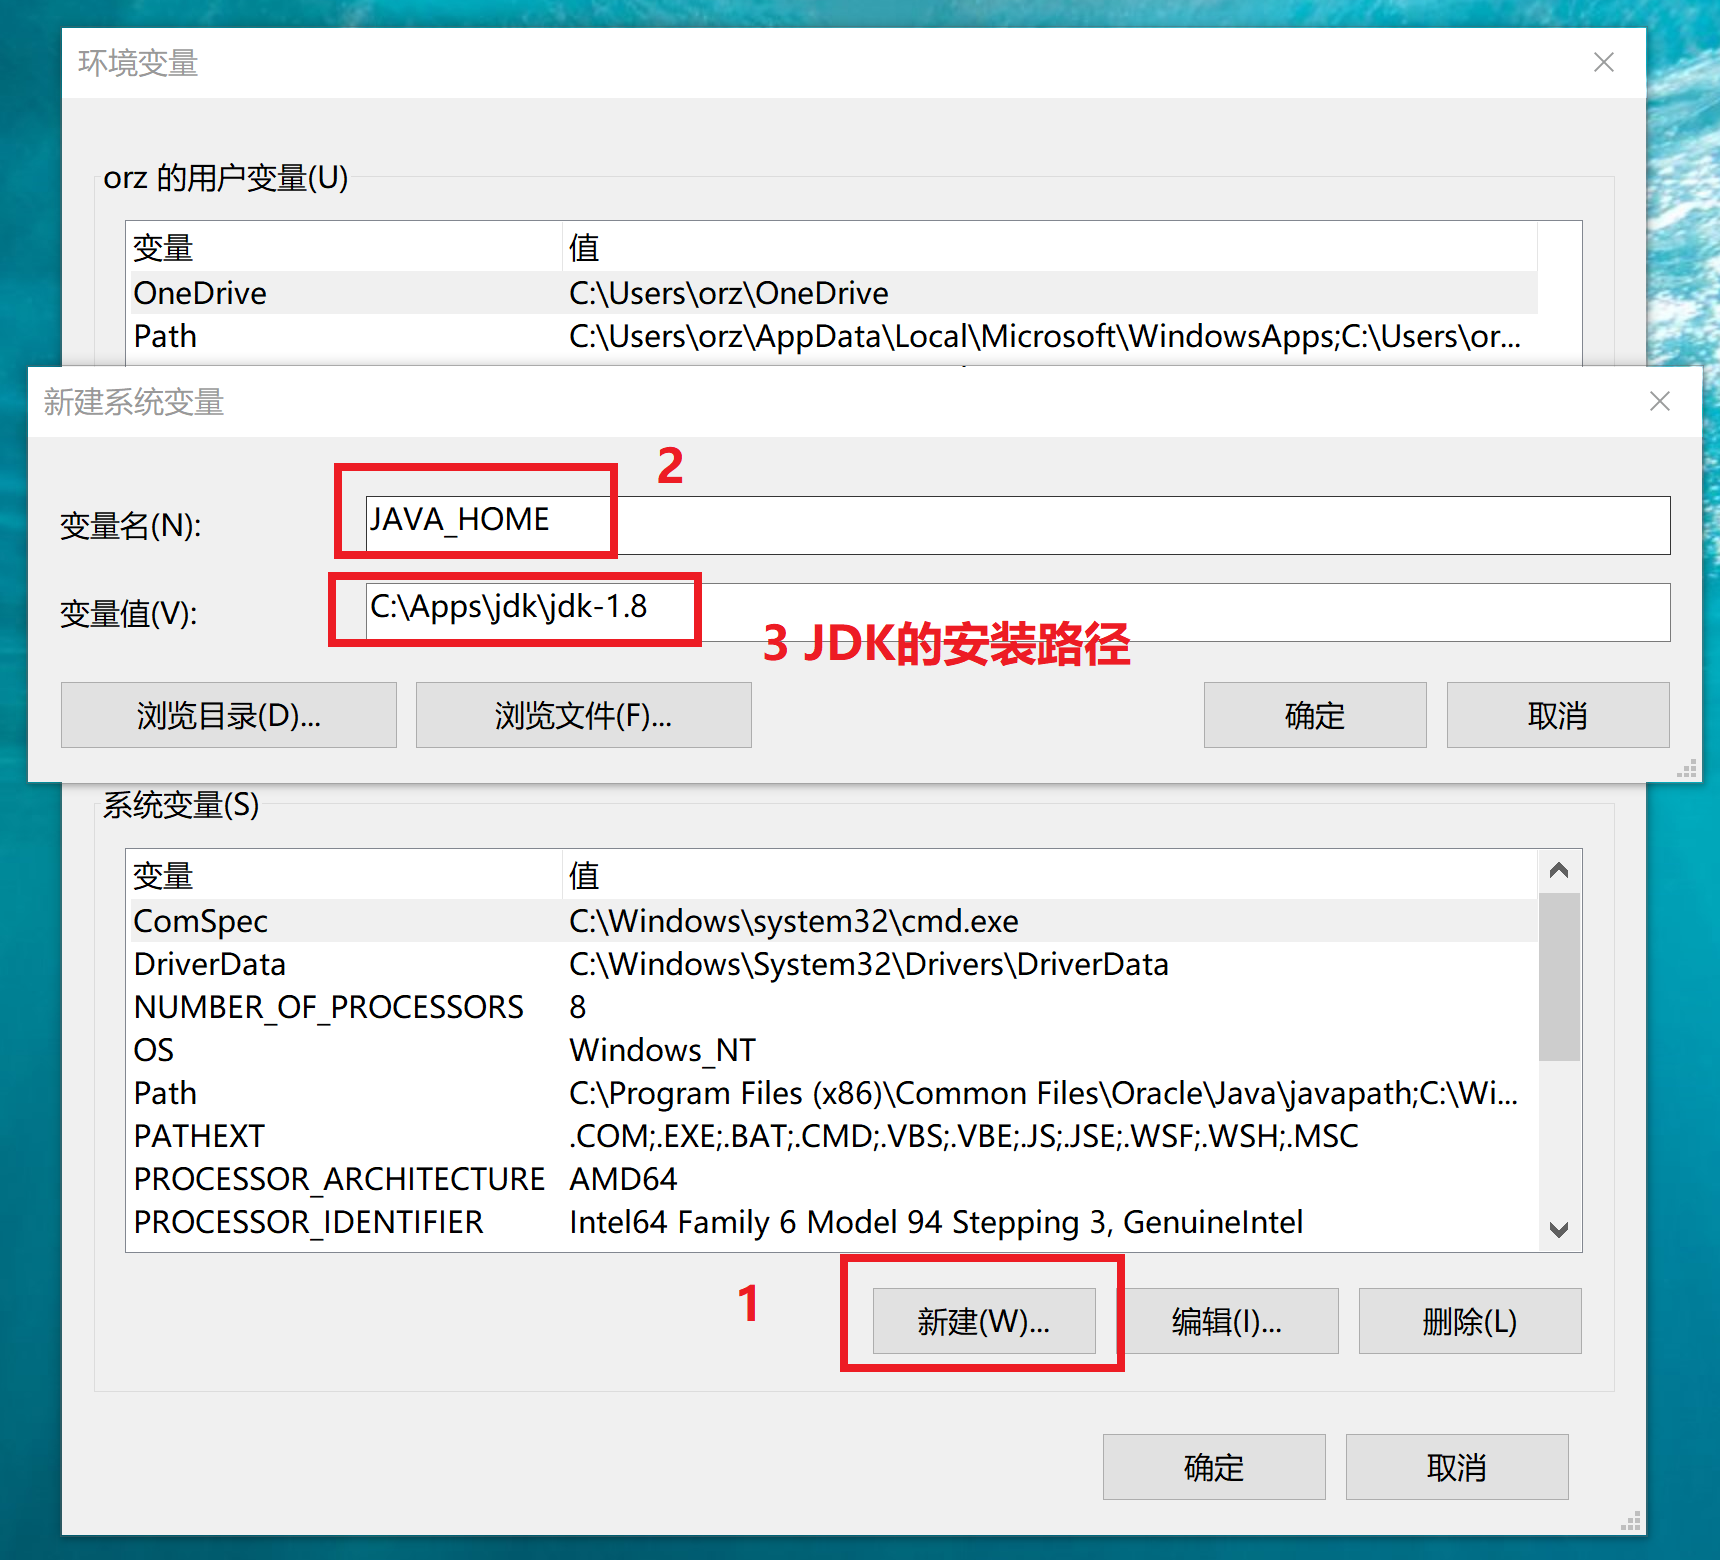 环境变量
orz 的用户变量(U)
变量 值
OneDrive C:\Users\orz\OneDrive
Path C:\Users\orz\AppData\Local\Microsoft\WindowsApps;C:\Users\or...
新建系统变量
2
变量名(N): JAVA_HOME
变量值(V): C:\Apps\jdk\jdk-1.8
3 JDK的安装路径
浏览目录(D)... 浏览文件(F)... 确定 取消
系统变量(S)
变量 值
ComSpec C:\Windows\system32\cmd.exe
DriverData C:\Windows\System32\Drivers\DriverData
NUMBER_OF_PROCESSORS 8
OS Windows_NT
Path C:\Program Files (x86)\Common Files\Oracle\Java\javapath;C:\Wi...
PATHEXT .COM;.EXE;.BAT;.CMD;.VBS;.VBE;.JS;.JSE;.WSF;.WSH;.MSC
PROCESSOR_ARCHITECTURE AMD64
PROCESSOR_IDENTIFIER Intel64 Family 6 Model 94 Stepping 3, GenuineIntel
1 新建(W)... 编辑(I)... 删除(L)
确定 取消